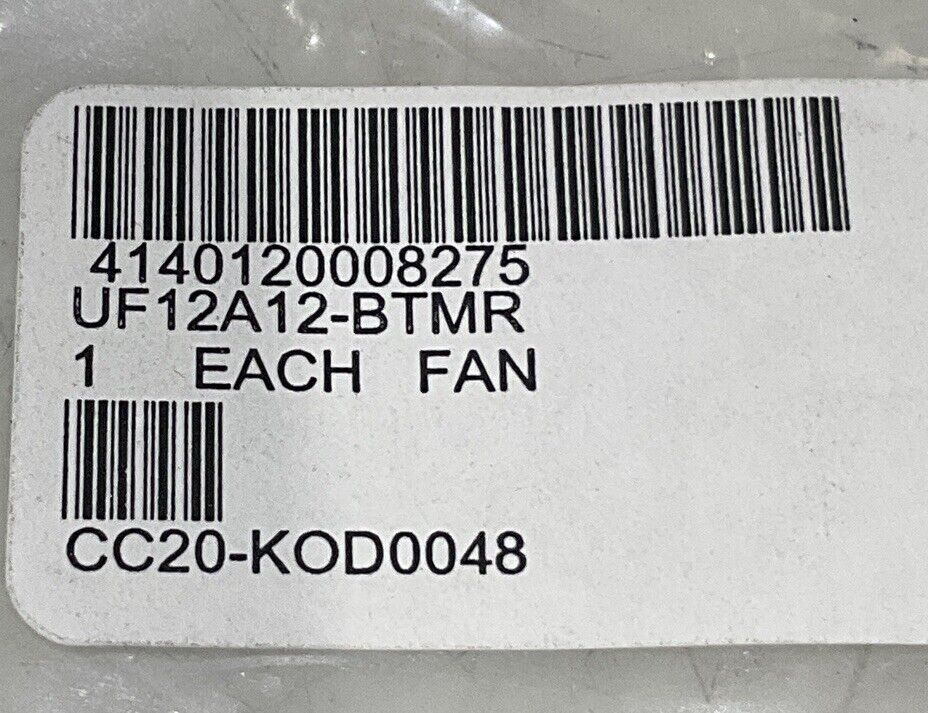 4140120008275
UF12A12-BTMR
1 EACH FAN
CC20-KOD0048